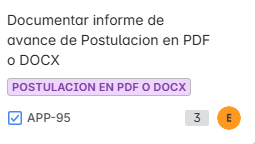 Documentar informe de
avance de Postulacion en PDF
o DOCX
POSTULACION EN PDF O DOCX
APP-95 3 E